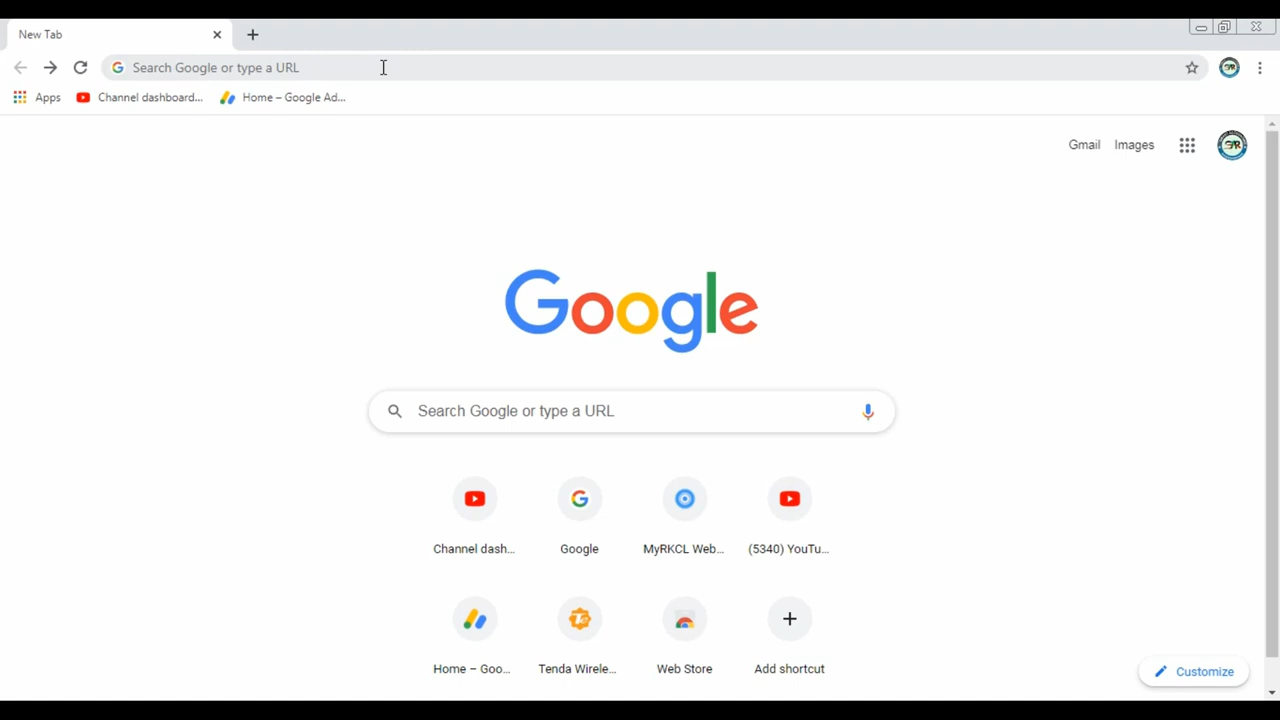 New Tab
Search Google or type a URL
Apps Channel dashboard... Home – Google Ad...
Gmail Images
Google
Search Google or type a URL
Channel dash... Google MyRKCL Web... (5340) YouTu...
Home – Goo... Tenda Wirele... Web Store Add shortcut
Customize